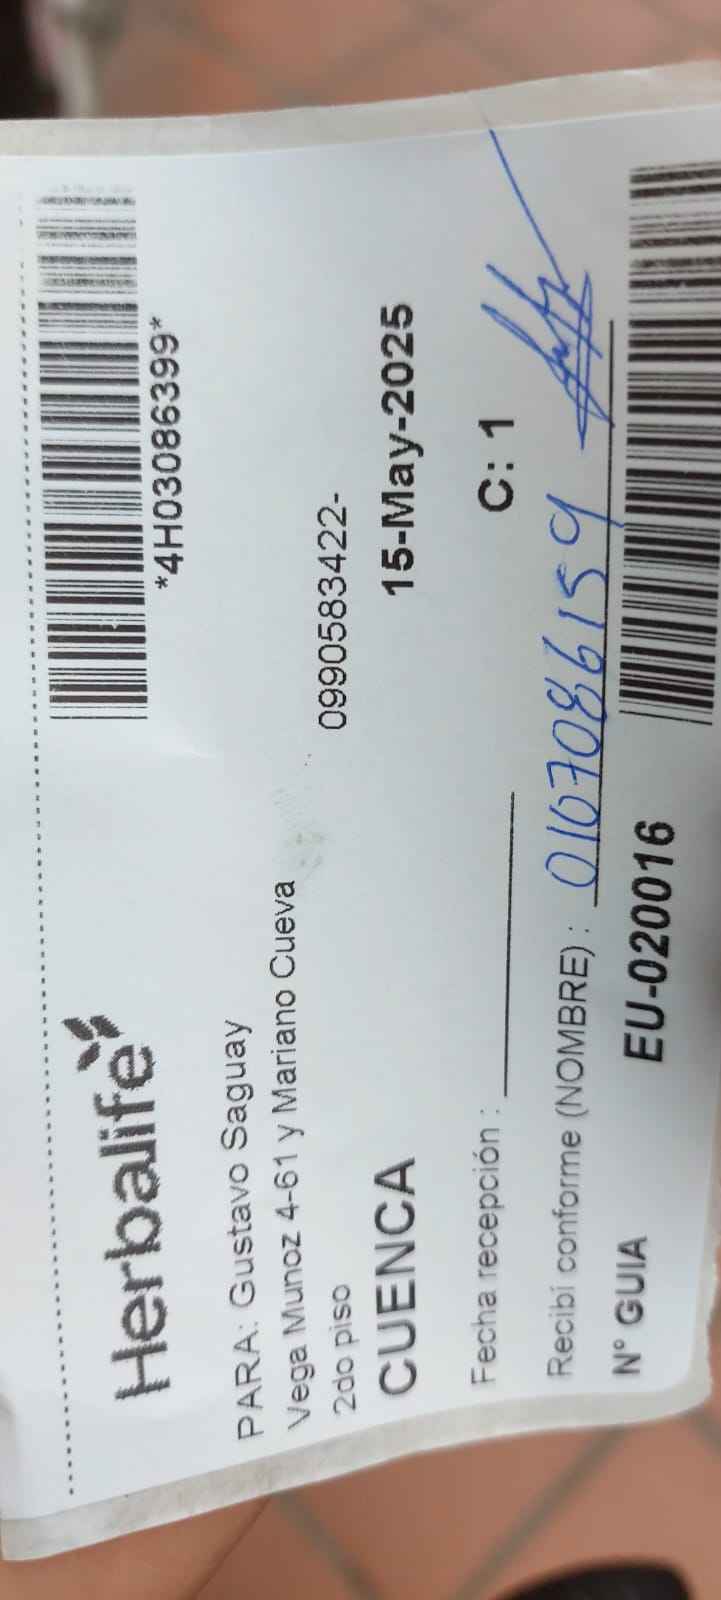 Herbalife
*4H03086399*
PARA: Gustavo Saguay
Vega Munoz 4-61 y Mariano Cueva
2do piso 0990583422-
CUENCA 15-May-2025
Fecha recepción :
C: 1
Recibí conforme (NOMBRE) : 0107086159
N° GUIA EU-020016